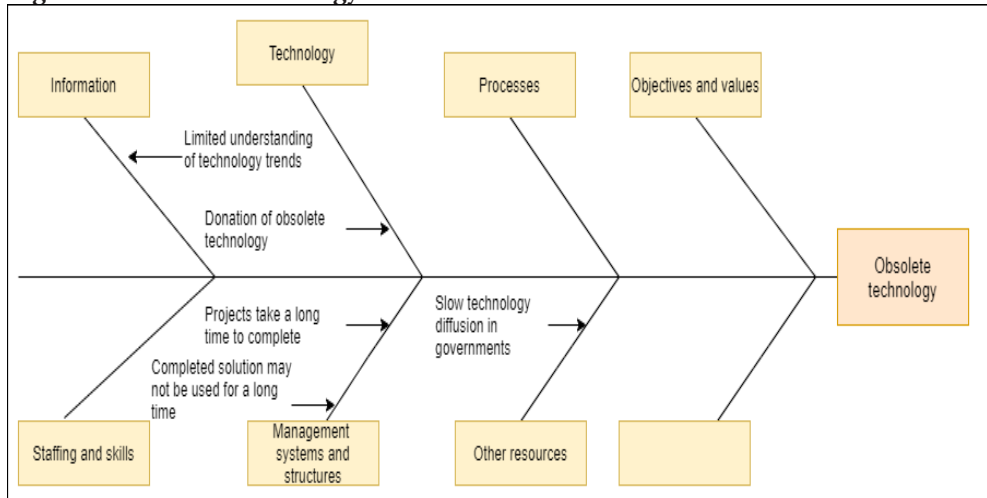 Information
Technology
Processes
Objectives and values
Limited understanding
of technology trends
Donation of obsolete
technology
Obsolete
technology
Projects take a long
time to complete
Slow technology
diffusion in
governments
Completed solution may
not be used for a long
time
Staffing and skills
Management
systems and
structures
Other resources